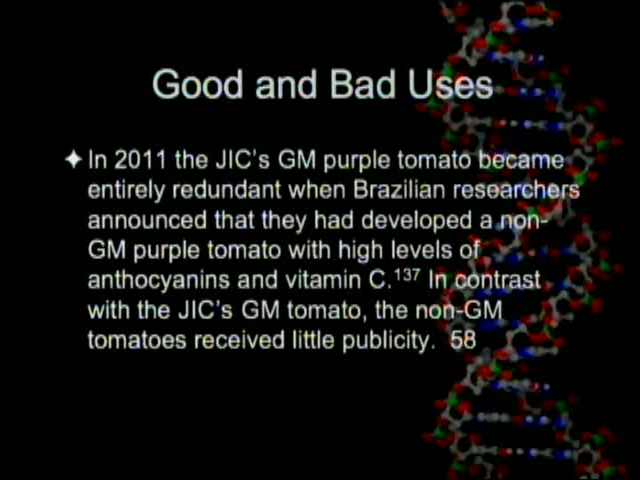 Good and Bad Uses
✦ In 2011 the JIC's GM purple tomato became
entirely redundant when Brazilian researchers
announced that they had developed a non-
GM purple tomato with high levels of
anthocyanins and vitamin C.¹³⁷ In contrast
with the JIC's GM tomato, the non-GM
tomatoes received little publicity. 58